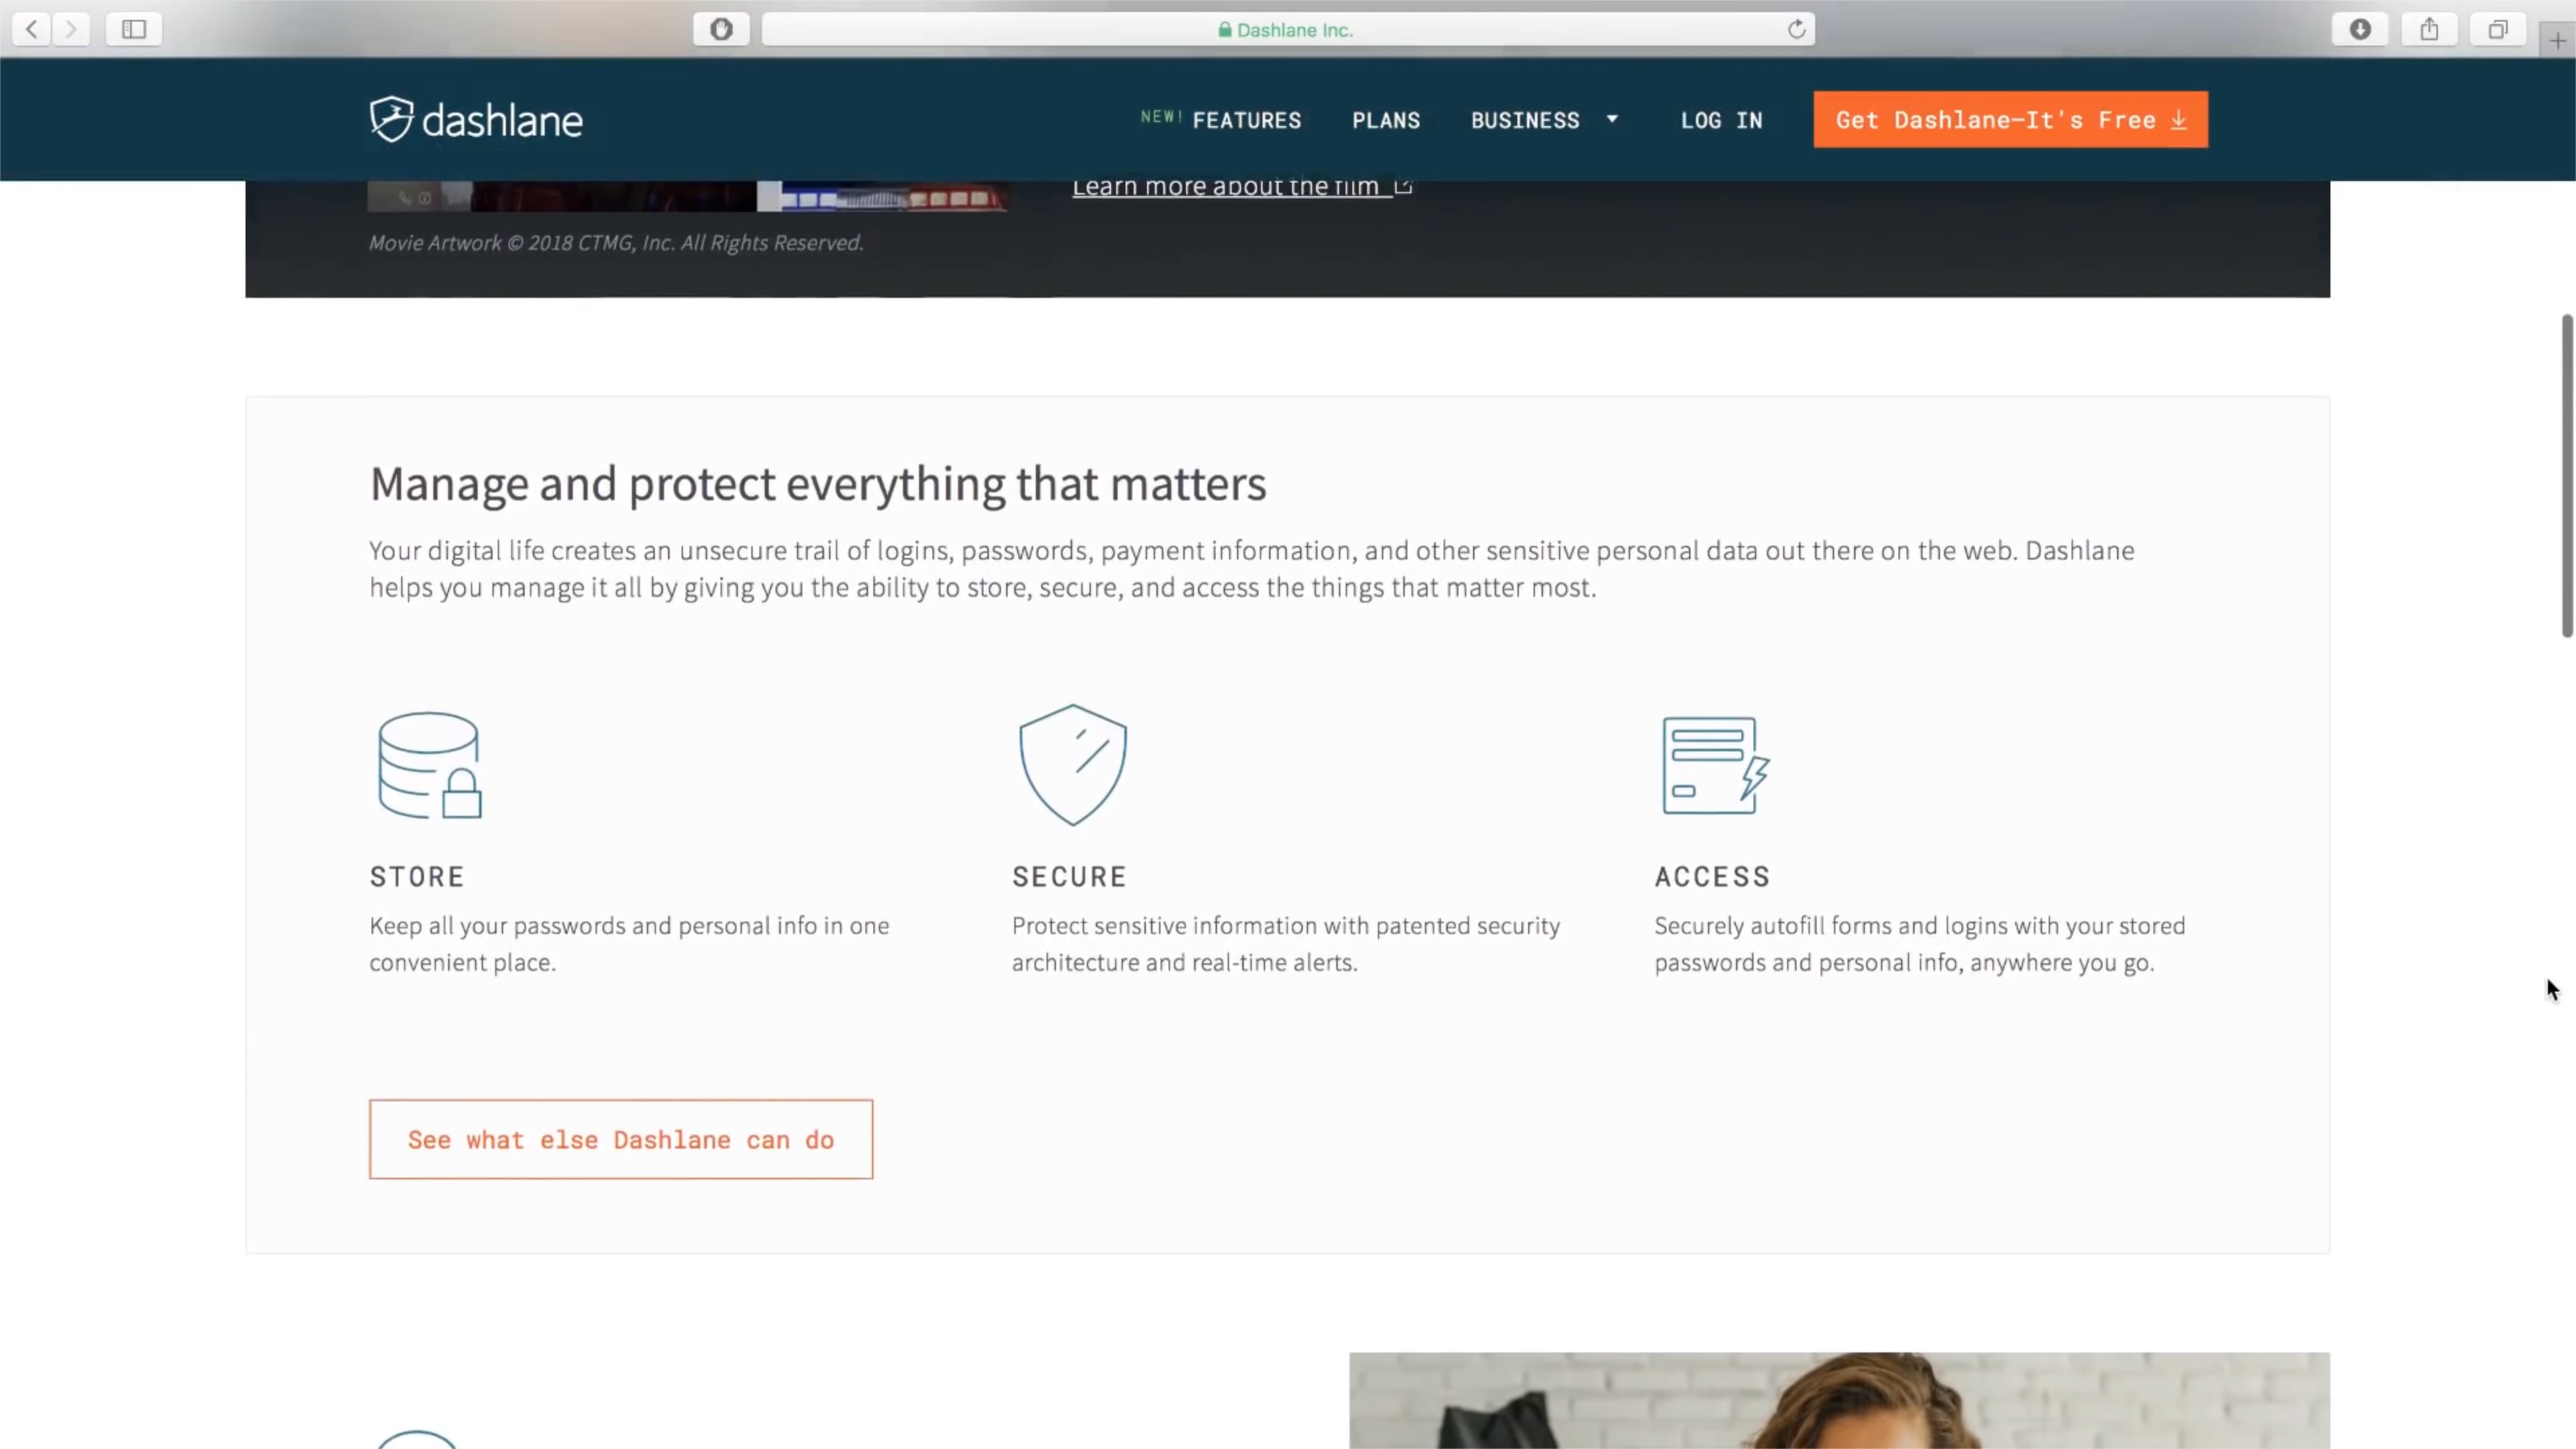 Dashlane Inc.
dashlane
NEW! FEATURES
PLANS
BUSINESS
LOG IN
Get Dashlane—It's Free
Learn more about the film
Movie Artwork © 2018 CTMG, Inc. All Rights Reserved.
Manage and protect everything that matters
Your digital life creates an unsecure trail of logins, passwords, payment information, and other sensitive personal data out there on the web. Dashlane
helps you manage it all by giving you the ability to store, secure, and access the things that matter most.
STORE
Keep all your passwords and personal info in one
convenient place.
SECURE
Protect sensitive information with patented security
architecture and real-time alerts.
ACCESS
Securely autofill forms and logins with your stored
passwords and personal info, anywhere you go.
See what else Dashlane can do